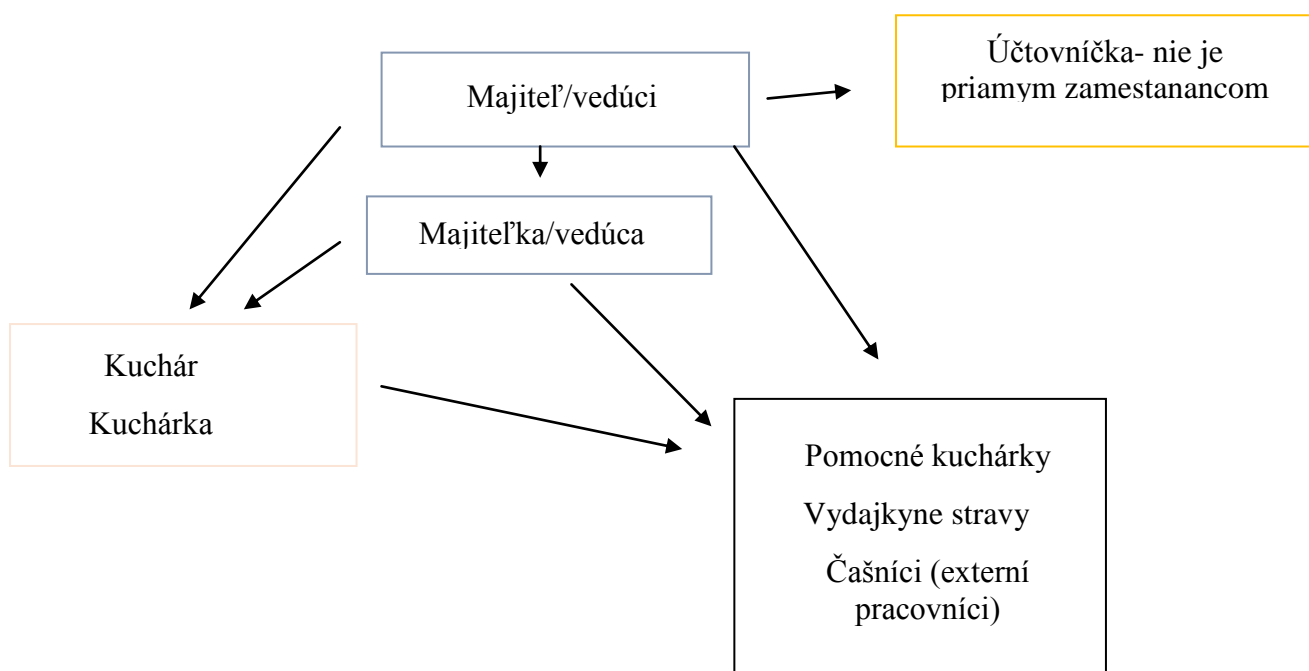 Účtovníčka- nie je
priamym zamestanancom
Majiteľ/vedúci
Majiteľka/vedúca
Kuchár
Kuchárka
Pomocné kuchárky
Vydajkyne stravy
Čašníci (externí
pracovníci)